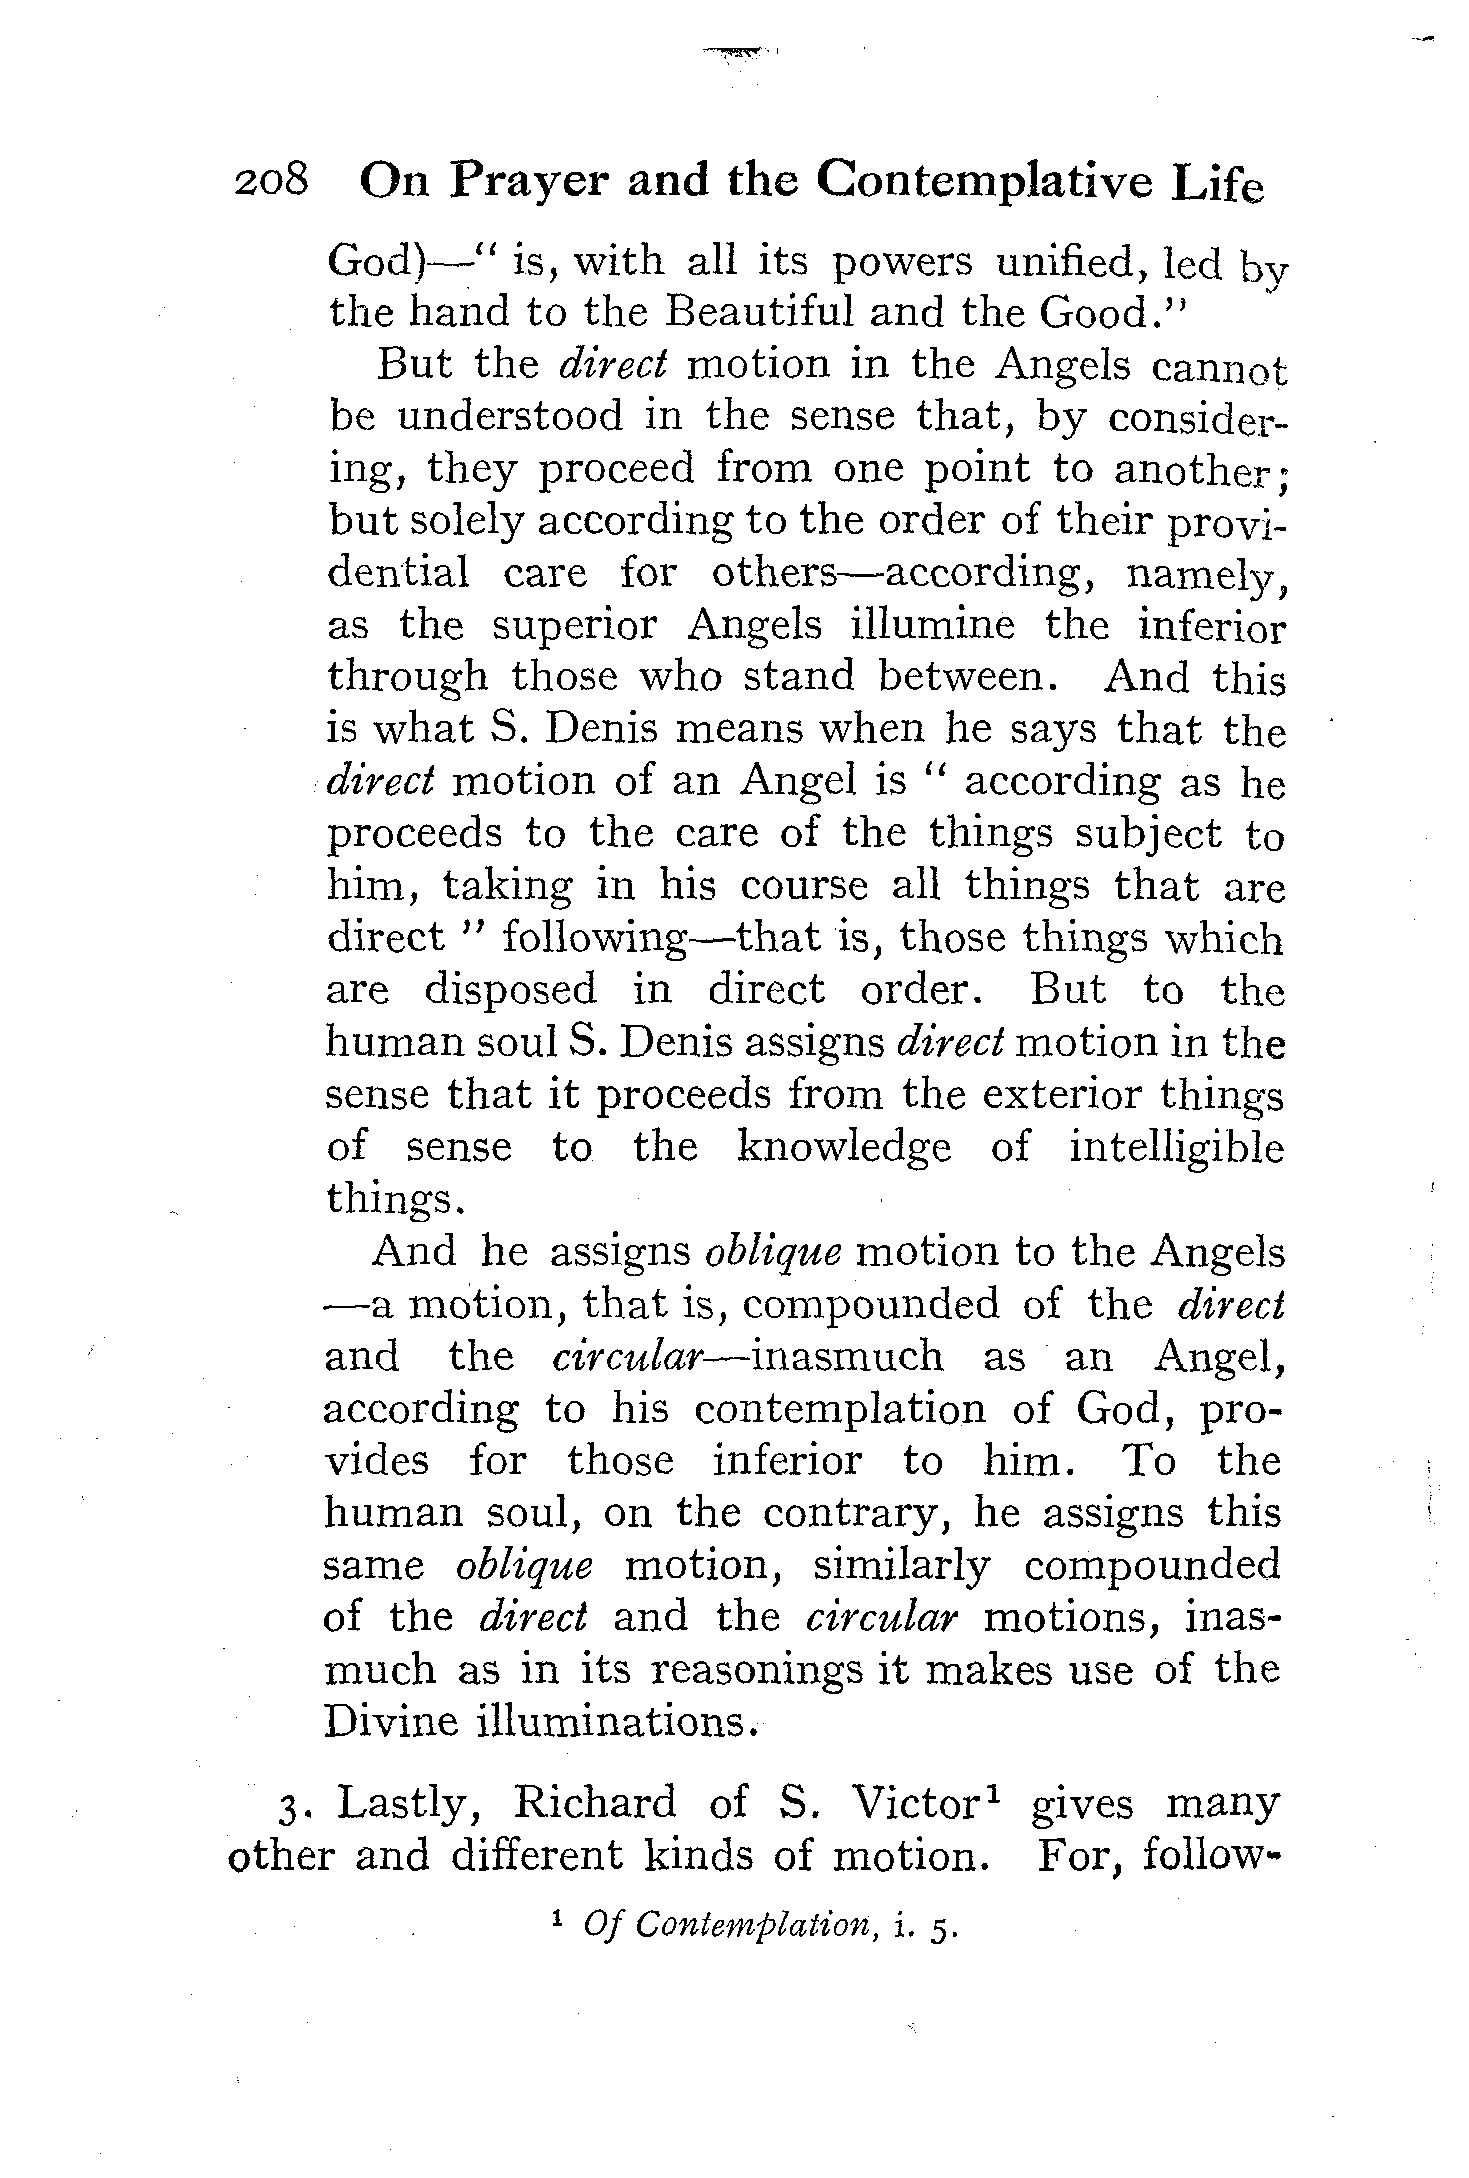 208 On Prayer and the Contemplative Life
God)—" is, with all its powers unified, led by
the hand to the Beautiful and the Good."
But the direct motion in the Angels cannot
be understood in the sense that, by consider-
ing, they proceed from one point to another;
but solely according to the order of their provi-
dential care for others—according, namely,
as the superior Angels illumine the inferior
through those who stand between. And this
is what S. Denis means when he says that the
direct motion of an Angel is " according as he
proceeds to the care of the things subject to
him, taking in his course all things that are
direct " following—that is, those things which
are disposed in direct order. But to the
human soul S. Denis assigns direct motion in the
sense that it proceeds from the exterior things
of sense to the knowledge of intelligible
things.
And he assigns oblique motion to the Angels
—a motion, that is, compounded of the direct
and the circular—inasmuch as an Angel,
according to his contemplation of God, pro-
vides for those inferior to him. To the
human soul, on the contrary, he assigns this
same oblique motion, similarly compounded
of the direct and the circular motions, inas-
much as in its reasonings it makes use of the
Divine illuminations.
3. Lastly, Richard of S. Victor¹ gives many
other and different kinds of motion. For, follow-
¹ Of Contemplation, i. 5.